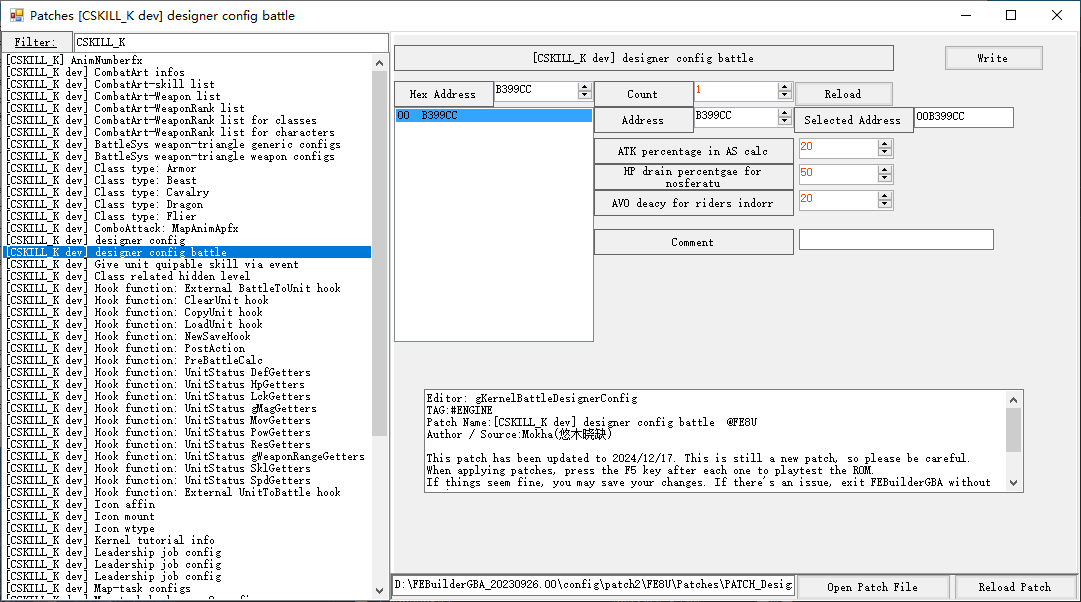 Patches [CSKILL_K dev] designer config battle
Filter:
CSKILL_K
[CSKILL_K] AnimNumberfx
[CSKILL_K dev] CombatArt infos
[CSKILL_K dev] CombatArt-skill list
[CSKILL_K dev] CombatArt-Weapon list
[CSKILL_K dev] CombatArt-WeaponRank list
[CSKILL_K dev] CombatArt-WeaponRank list for classes
[CSKILL_K dev] CombatArt-WeaponRank list for characters
[CSKILL_K dev] BattleSys weapon-triangle generic configs
[CSKILL_K dev] BattleSys weapon-triangle weapon configs
[CSKILL_K dev] Class type: Armor
[CSKILL_K dev] Class type: Beast
[CSKILL_K dev] Class type: Cavalry
[CSKILL_K dev] Class type: Dragon
[CSKILL_K dev] Class type: Flier
[CSKILL_K dev] ComboAttack: MapAnimApfx
[CSKILL_K dev] designer config
[CSKILL_K dev] designer config battle
[CSKILL_K dev] Give unit quipable skill via event
[CSKILL_K dev] Class related hidden level
[CSKILL_K dev] Hook function: External BattleToUnit hook
[CSKILL_K dev] Hook function: ClearUnit hook
[CSKILL_K dev] Hook function: CopyUnit hook
[CSKILL_K dev] Hook function: LoadUnit hook
[CSKILL_K dev] Hook function: NewSaveHook
[CSKILL_K dev] Hook function: PostAction
[CSKILL_K dev] Hook function: PreBattleCalc
[CSKILL_K dev] Hook function: UnitStatus DefGetters
[CSKILL_K dev] Hook function: UnitStatus HpGetters
[CSKILL_K dev] Hook function: UnitStatus LckGetters
[CSKILL_K dev] Hook function: UnitStatus gMagGetters
[CSKILL_K dev] Hook function: UnitStatus MovGetters
[CSKILL_K dev] Hook function: UnitStatus PowGetters
[CSKILL_K dev] Hook function: UnitStatus ResGetters
[CSKILL_K dev] Hook function: UnitStatus gWeaponRangeGetters
[CSKILL_K dev] Hook function: UnitStatus SklGetters
[CSKILL_K dev] Hook function: UnitStatus SpdGetters
[CSKILL_K dev] Hook function: External UnitToBattle hook
[CSKILL_K dev] Icon affin
[CSKILL_K dev] Icon mount
[CSKILL_K dev] Icon wtype
[CSKILL_K dev] Kernel tutorial info
[CSKILL_K dev] Leadership job config
[CSKILL_K dev] Leadership job config
[CSKILL_K dev] Leadership job config
[CSKILL_K dev] Map-task configs
[CSKILL_K dev] designer config battle
Write
Hex Address
B399CC
Count
1
Reload
00 B399CC
Address
B399CC
Selected Address
00B399CC
ATK percentage in AS calc
20
HP drain percentgae for
nosferatu
50
AVO deacy for riders indorr
20
Comment
Editor: gKernelBattleDesignerConfig
TAG:#ENGINE
Patch Name:[CSKILL_K dev] designer config battle @FE8U
Author / Source:Mokha(悠木晓缺)
This patch has been updated to 2024/12/17. This is still a new patch, so please be careful.
When applying patches, press the F5 key after each one to playtest the ROM.
If things seem fine, you may save your changes. If there's an issue, exit FEBuilderGBA without
D:\FEBuilderGBA_20230926.00\config\patch2\FE8U\Patches\PATCH_Desig
Open Patch File
Reload Patch